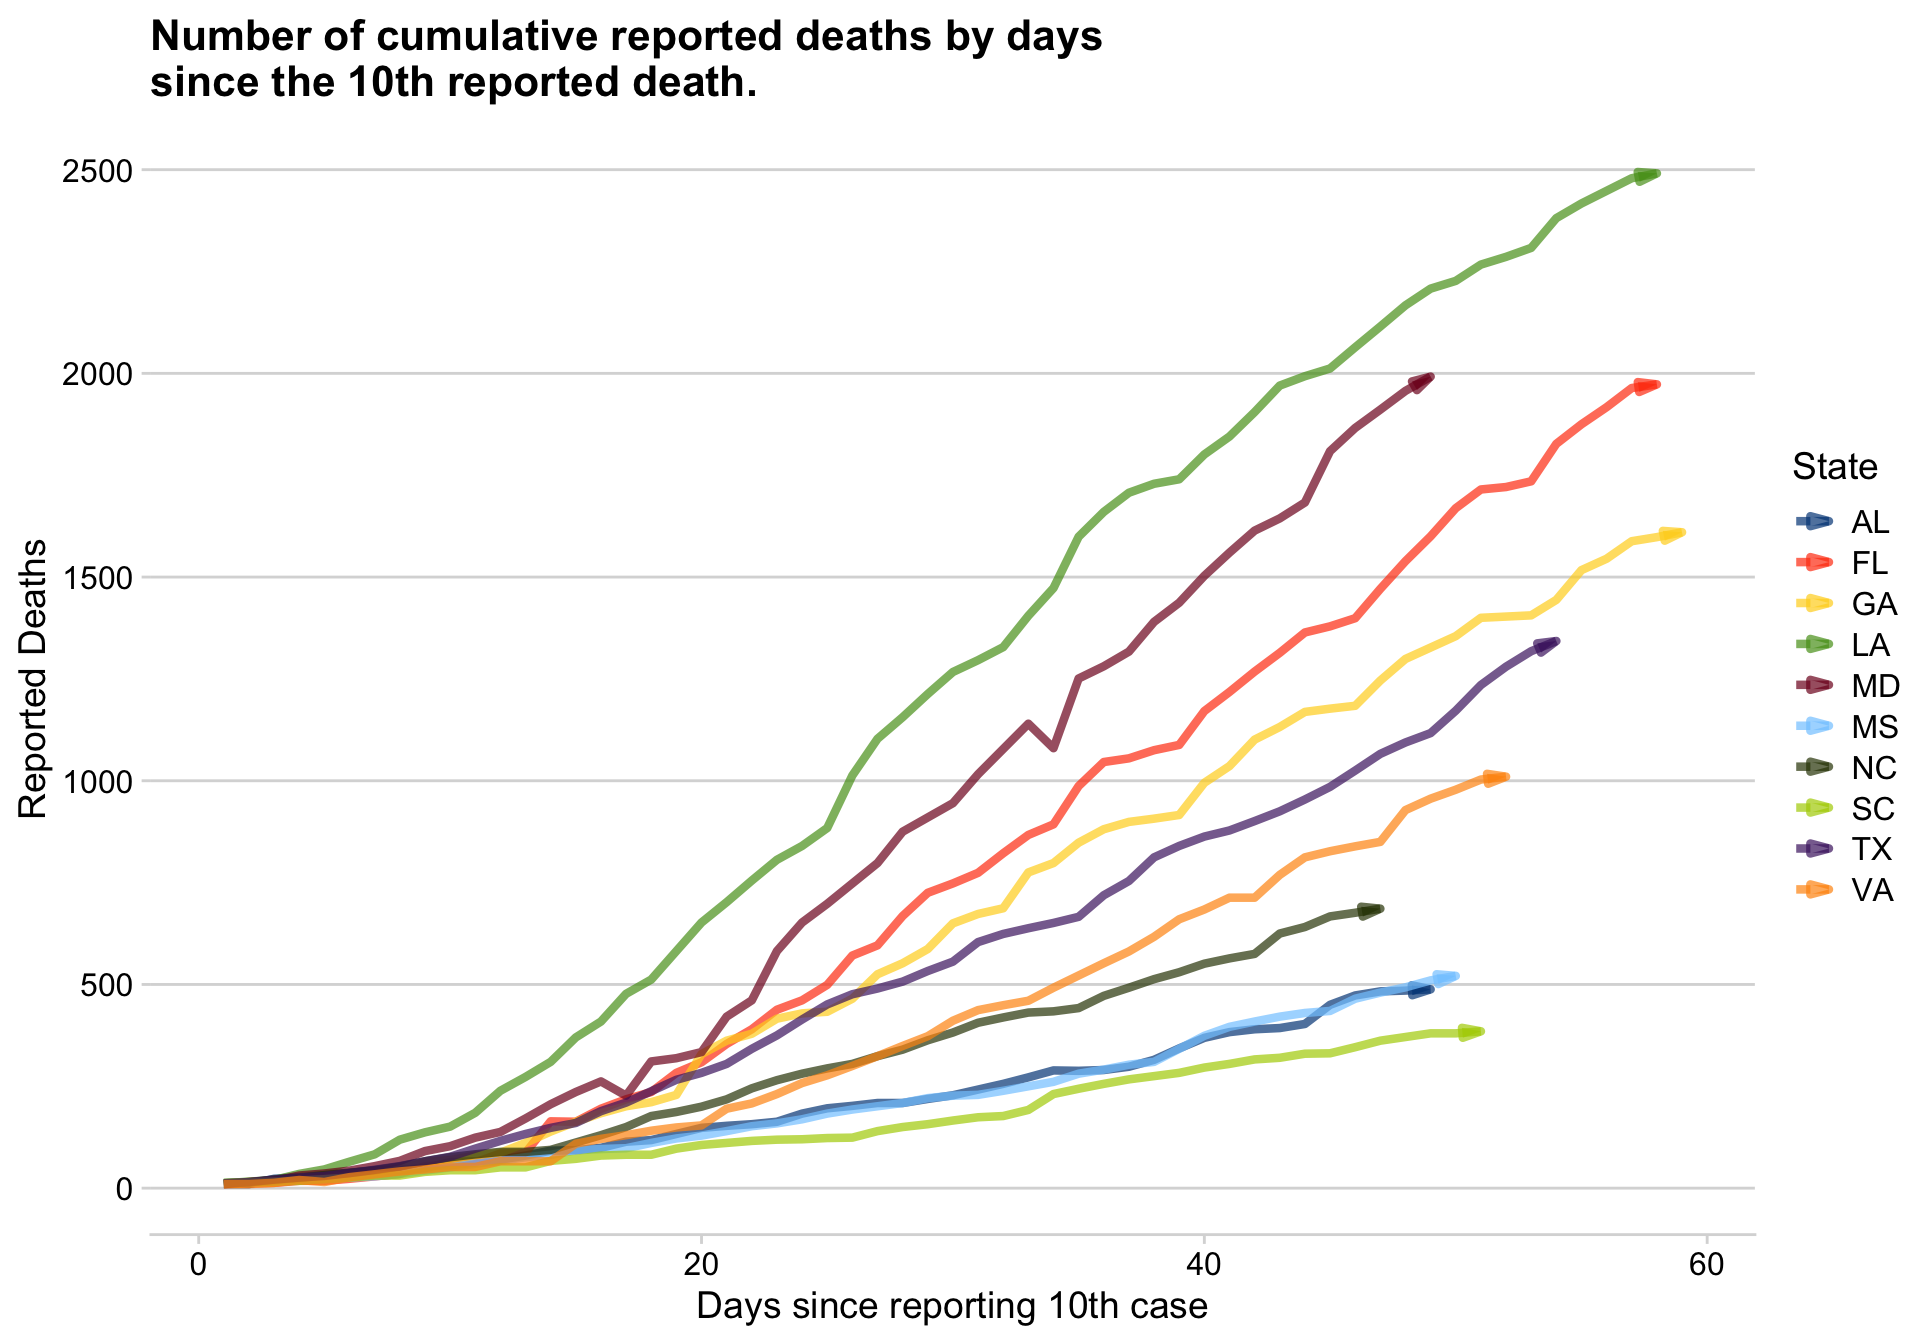 Number of cumulative reported deaths by days
since the 10th reported death.
2500
2000
1500
1000
500
0
Reported Deaths
0
20
40
60
Days since reporting 10th case
State
AL
FL
GA
LA
MD
MS
NC
SC
TX
VA